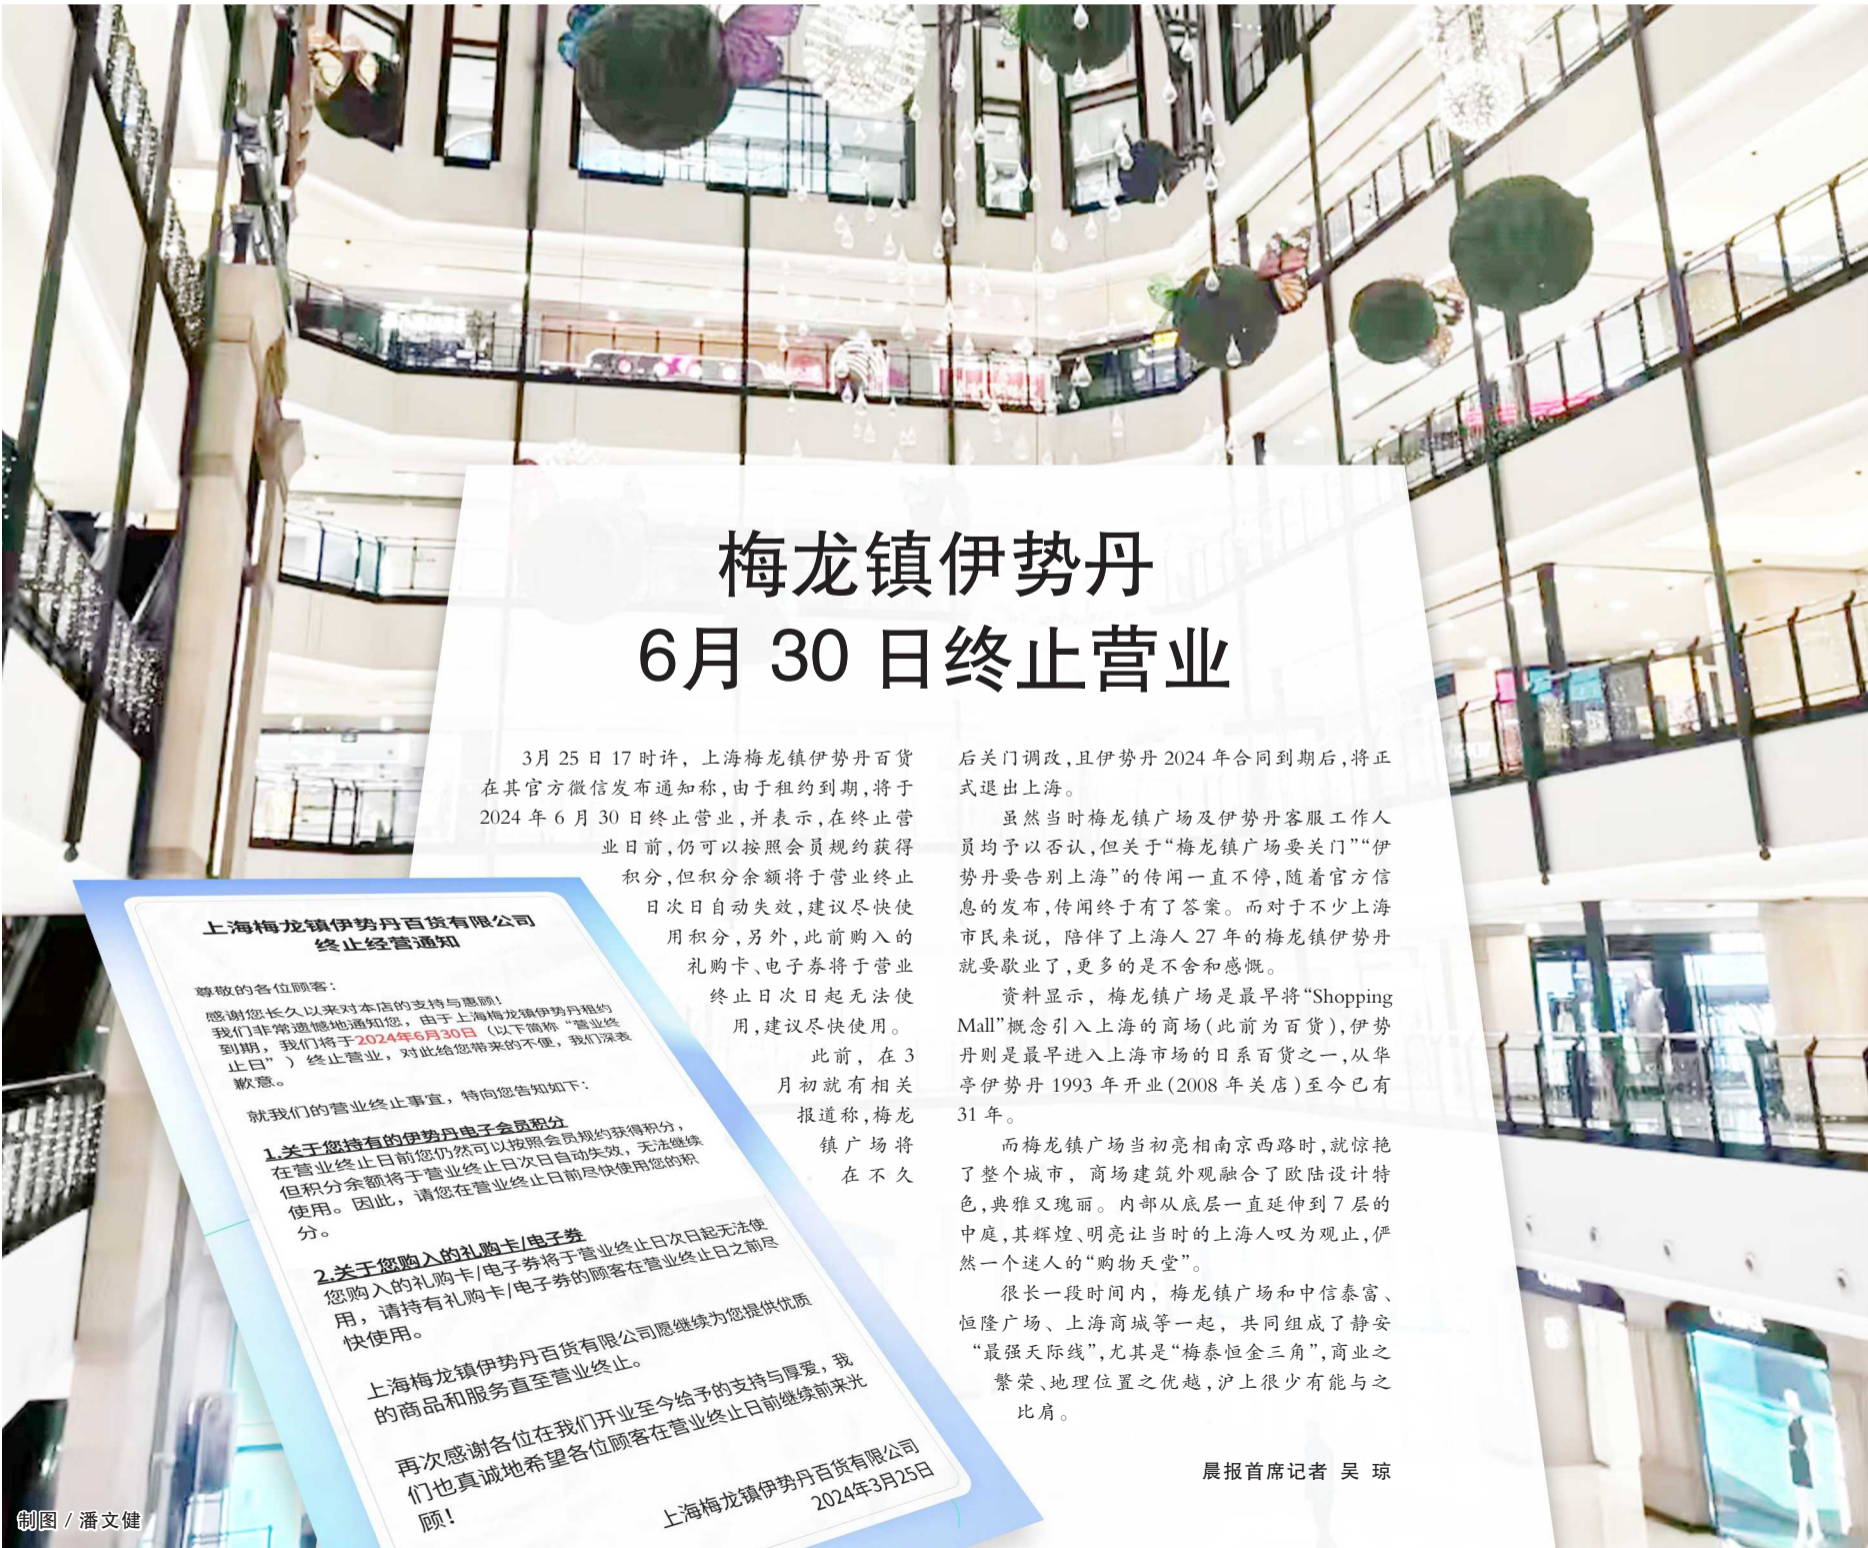 梅龙镇伊势丹
6月 30 日终止营业
3月 25 日 17 时许，上海梅龙镇伊势丹百货
在其官方微信发布通知称，由于租约到期，将于
2024 年 6 月 30 日终止营业，并表示，在终止营
业日前，仍可以按照会员规约获得
积分，但积分余额将于营业终止
日次日自动失效，建议尽快使
用积分，另外，此前购入的
礼购卡、电子券将于营业
终止日次日起无法使
用，建议尽快使用。
此前，在 3
月初就有相关
报道称，梅龙
镇广场将
在不久
后关门调改，且伊势丹 2024 年合同到期后，将正
式退出上海。
虽然当时梅龙镇广场及伊势丹客服工作人
员均予以否认，但关于“梅龙镇广场要关门”“伊
势丹要告别上海”的传闻一直不停，随着官方信
息的发布，传闻终于有了答案。而对于不少上海
市民来说，陪伴了上海人 27 年的梅龙镇伊势丹
就要歇业了，更多的是不舍和感慨。
资料显示，梅龙镇广场是最早将“Shopping
Mall”概念引入上海的商场(此前为百货)，伊势
丹则是最早进入上海市场的日系百货之一，从华
亭伊势丹 1993 年开业(2008 年关店)至今已有
31 年。
而梅龙镇广场当初亮相南京西路时，就惊艳
了整个城市，商场建筑外观融合了欧陆设计特
色，典雅又瑰丽。内部从底层一直延伸到 7 层的
中庭，其辉煌、明亮让当时的上海人叹为观止，俨
然一个迷人的“购物天堂”。
很长一段时间内，梅龙镇广场和中信泰富、
恒隆广场、上海商城等一起，共同组成了静安
“最强天际线”，尤其是“梅泰恒金三角”，商业之
繁荣、地理位置之优越，沪上很少有能与之
比肩。
晨报首席记者 吴 琼
上海梅龙镇伊势丹百货有限公司
终止经营通知
尊敬的各位顾客：
感谢您长久以来对本店的支持与惠顾！
我们非常遗憾地通知您，由于上海梅龙镇伊势丹租约
到期，我们将于2024年6月30日（以下简称“营业终
止日”）终止营业，对此给您带来的不便，我们深表
歉意。
就我们的营业终止事宜，特向您告知如下：
1.关于您持有的伊势丹电子会员积分
在营业终止日前您仍然可以按照会员规约获得积分，
但积分余额将于营业终止日次日自动失效，无法继续
使用。因此，请您在营业终止日前尽快使用您的积
分。
2.关于您购入的礼购卡/电子券
您购入的礼购卡/电子券将于营业终止日次日起无法使
用，请持有礼购卡/电子券的顾客在营业终止日之前尽
快使用。
上海梅龙镇伊势丹百货有限公司愿继续为您提供优质
的商品和服务直至营业终止。
再次感谢各位在我们开业至今给予的支持与厚爱，我
们也真诚地希望各位顾客在营业终止日前继续前来光
顾！
上海梅龙镇伊势丹百货有限公司
2024年3月25日
制图 / 潘文健